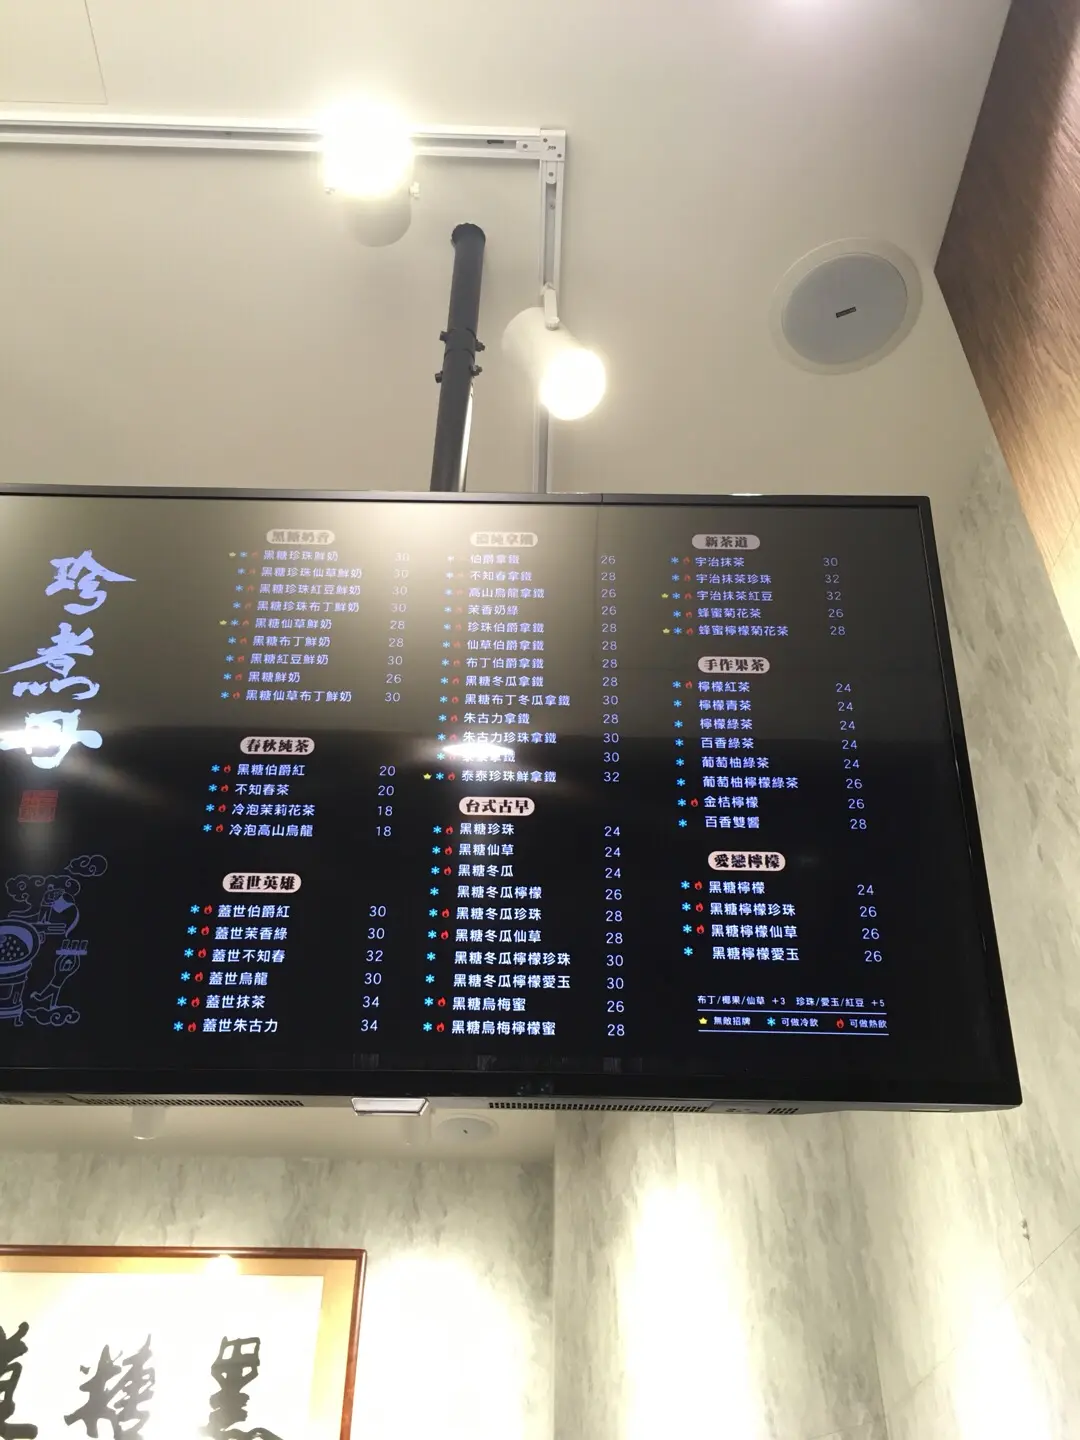 珍煮丹
黑糖奶香
黑糖珍珠鮮奶 30
黑糖珍珠仙草鮮奶 30
黑糖珍珠紅豆鮮奶 30
黑糖珍珠布丁鮮奶 30
黑糖仙草鮮奶 28
黑糖布丁鮮奶 28
黑糖紅豆鮮奶 30
黑糖鮮奶 26
黑糖仙草布丁鮮奶 30
春秋純茶
黑糖伯爵紅 20
不知春茶 20
冷泡茉莉花茶 18
冷泡高山烏龍 18
蓋世英雄
蓋世伯爵紅 30
蓋世茉香綠 30
蓋世不知春 32
蓋世烏龍 30
蓋世抹茶 34
蓋世朱古力 34
純拿鐵
伯爵拿鐵 26
不知春拿鐵 28
高山烏龍拿鐵 26
茉香奶綠 26
珍珠伯爵拿鐵 28
仙草伯爵拿鐵 28
布丁伯爵拿鐵 28
黑糖冬瓜拿鐵 28
黑糖布丁冬瓜拿鐵 30
朱古力拿鐵 28
朱古力珍珠拿鐵 30
拿鐵 30
泰泰珍珠鮮拿鐵 32
台式古早
黑糖珍珠 24
黑糖仙草 24
黑糖冬瓜 24
黑糖冬瓜檸檬 26
黑糖冬瓜珍珠 28
黑糖冬瓜仙草 28
黑糖冬瓜檸檬珍珠 30
黑糖冬瓜檸檬愛玉 30
黑糖烏梅蜜 26
黑糖烏梅檸檬蜜 28
新茶道
宇治抹茶 30
宇治抹茶珍珠 32
宇治抹茶紅豆 32
蜂蜜菊花茶 26
蜂蜜檸檬菊花茶 28
手作果茶
檸檬紅茶 24
檸檬青茶 24
檸檬綠茶 24
百香綠茶 24
葡萄柚綠茶 24
葡萄柚檸檬綠茶 26
金桔檸檬 26
百香雙響 28
愛戀檸檬
黑糖檸檬 24
黑糖檸檬珍珠 26
黑糖檸檬仙草 26
黑糖檸檬愛玉 26
布丁/椰果/仙草 +3 珍珠/愛玉/紅豆 +5
無敵招牌 可做冷飲 可做熱飲
黑糖